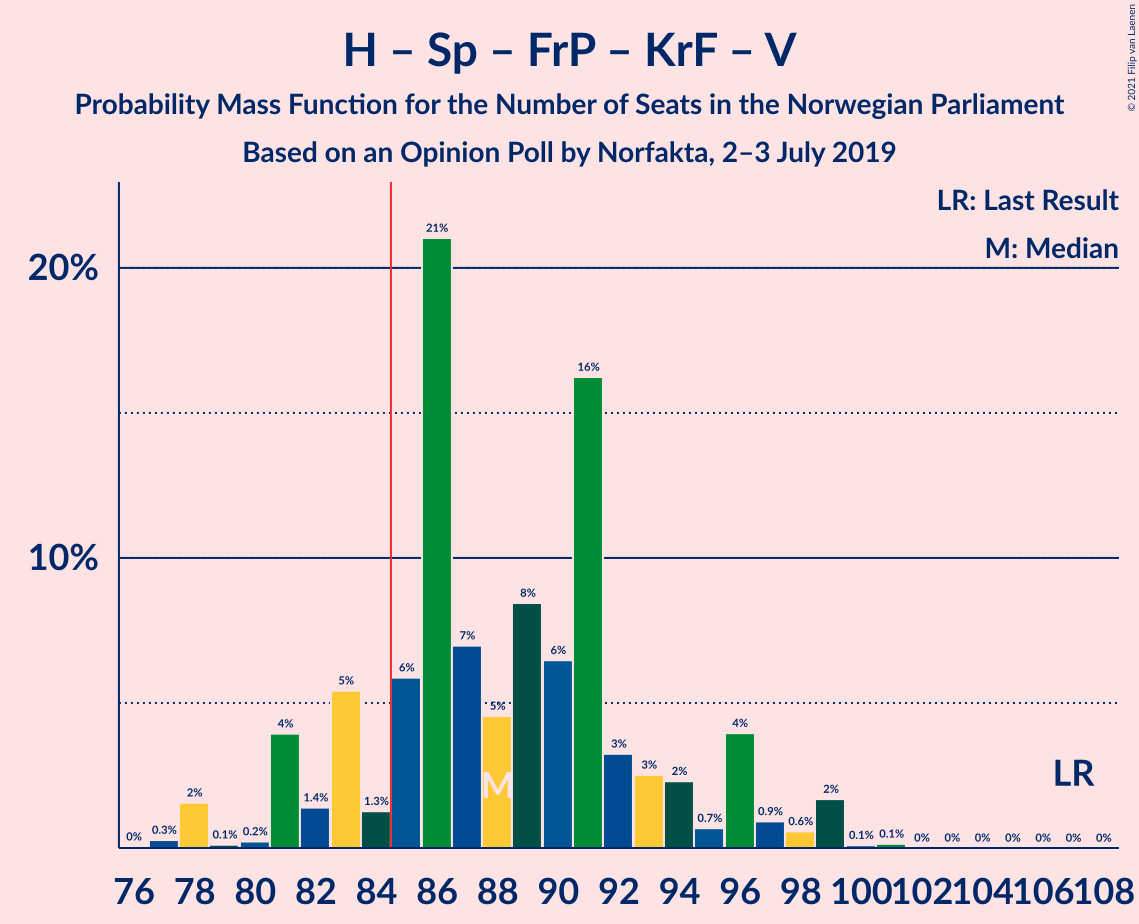 H – Sp – FrP – KrF – V
Probability Mass Function for the Number of Seats in the Norwegian Parliament
Based on an Opinion Poll by Norfakta, 2–3 July 2019
© 2021 Filip van Laenen
LR: Last Result
M: Median
20%
10%
0% 0.3% 2% 0.1% 0.2% 4% 1.4% 5% 1.3% 6% 21% 7% 5% 8% 6% 16% 3% 3% 2% 0.7% 4% 0.9% 0.6% 2% 0.1% 0.1% 0% 0% 0% 0% 0% 0% 0%
M
LR
76 78 80 82 84 86 88 90 92 94 96 98 100 102 104 106 108